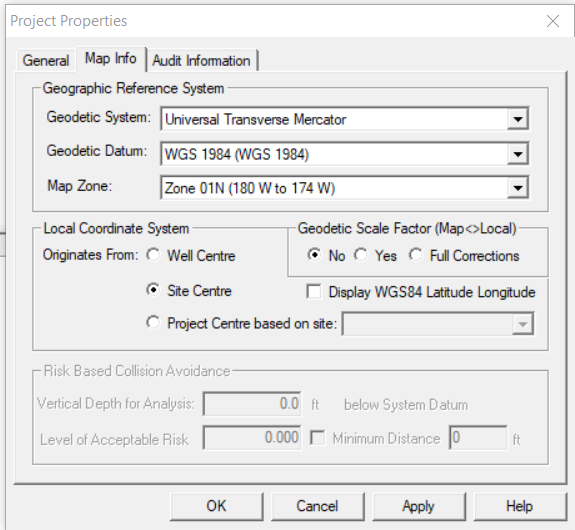 Project Properties
General Map Info Audit Information
Geographic Reference System
Geodetic System: Universal Transverse Mercator
Geodetic Datum: WGS 1984 (WGS 1984)
Map Zone: Zone 01N (180 W to 174 W)
Local Coordinate System
Originates From: Well Centre
Site Centre
Project Centre based on site:
Geodetic Scale Factor (Map<>Local)
No Yes Full Corrections
Display WGS84 Latitude Longitude
Risk Based Collision Avoidance
Vertical Depth for Analysis: 0.0 ft below System Datum
Level of Acceptable Risk 0.000 Minimum Distance 0 ft
OK Cancel Apply Help